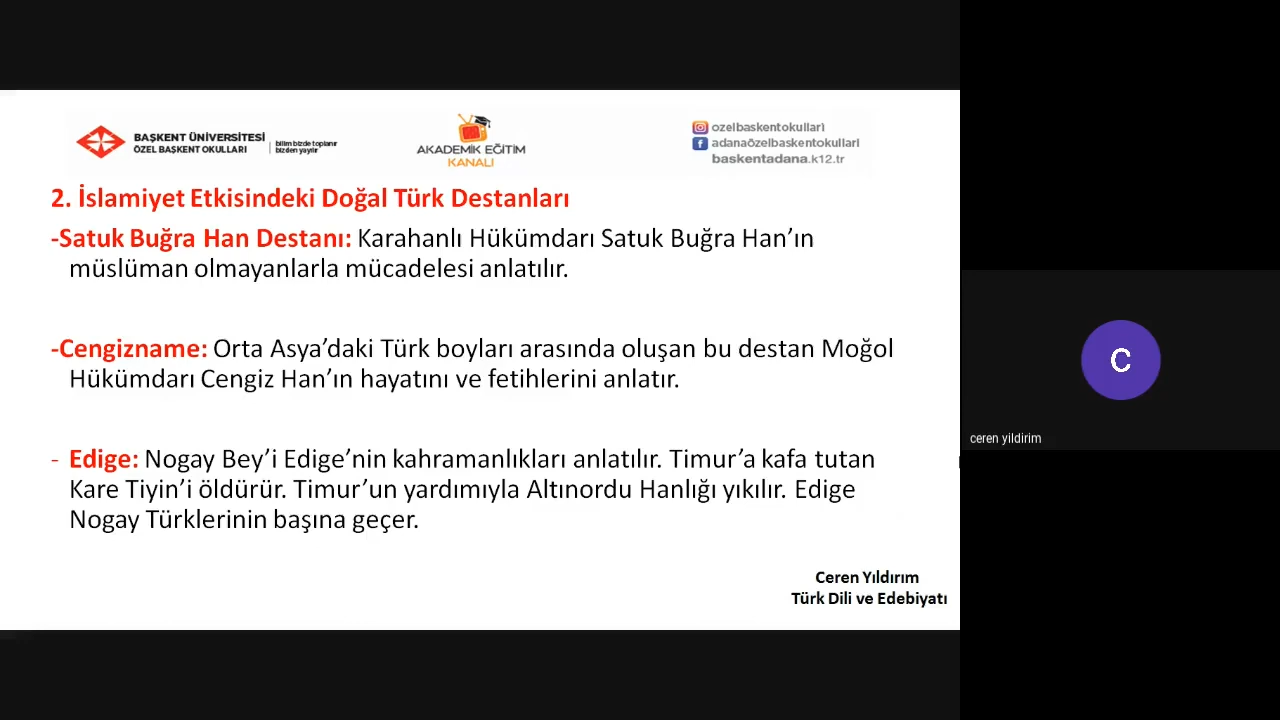 BAŞKENT ÜNİVERSİTESİ
ÖZEL BAŞKENT OKULLARI
bilim bizde toplanır
bizden yayılır
AKADEMİK EĞİTİM
KANALI
ozelbaskentokullari
adanaözelbaskentokullari
baskentadana.k12.tr
2. İslamiyet Etkisindeki Doğal Türk Destanları
-Satuk Buğra Han Destanı: Karahanlı Hükümdarı Satuk Buğra Han’ın
müslüman olmayanlarla mücadelesi anlatılır.
-Cengizname: Orta Asya’daki Türk boyları arasında oluşan bu destan Moğol
Hükümdarı Cengiz Han’ın hayatını ve fetihlerini anlatır.
- Edige: Nogay Bey’i Edige’nin kahramanlıkları anlatılır. Timur’a kafa tutan
Kare Tiyin’i öldürür. Timur’un yardımıyla Altınordu Hanlığı yıkılır. Edige
Nogay Türklerinin başına geçer.
Ceren Yıldırım
Türk Dili ve Edebiyatı
C
ceren yildirim